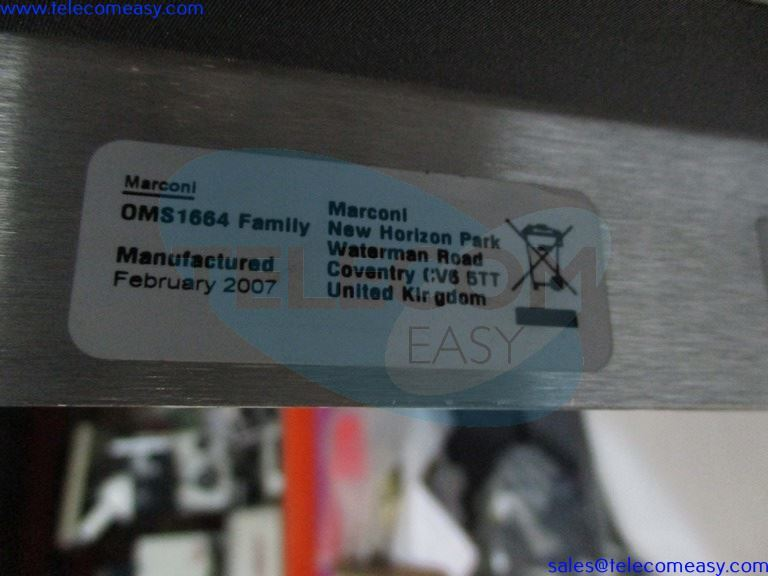 www.telecomeasy.com
Marconi
OMS1664 Family
Manufactured
February 2007
Marconi
New Horizon Park
Waterman Road
Coventry CV6 5TT
United Kingdom
TELECOM
EASY
sales@telecomeasy.com